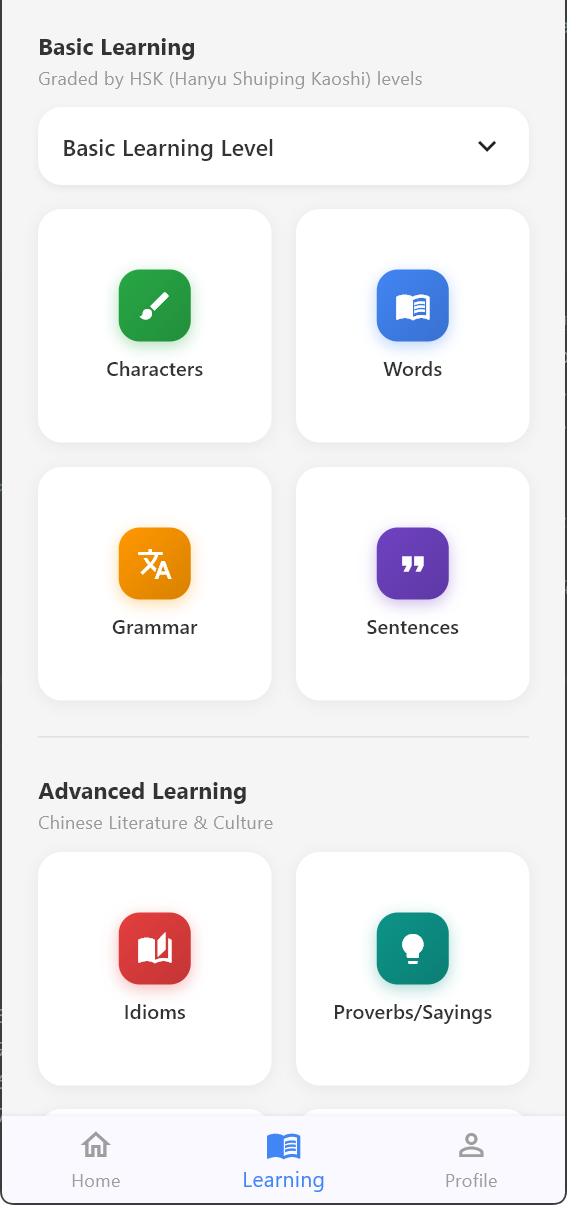 Basic Learning
Graded by HSK (Hanyu Shuiping Kaoshi) levels
Basic Learning Level
Characters
Words
Grammar
Sentences
Advanced Learning
Chinese Literature & Culture
Idioms
Proverbs/Sayings
Home
Learning
Profile